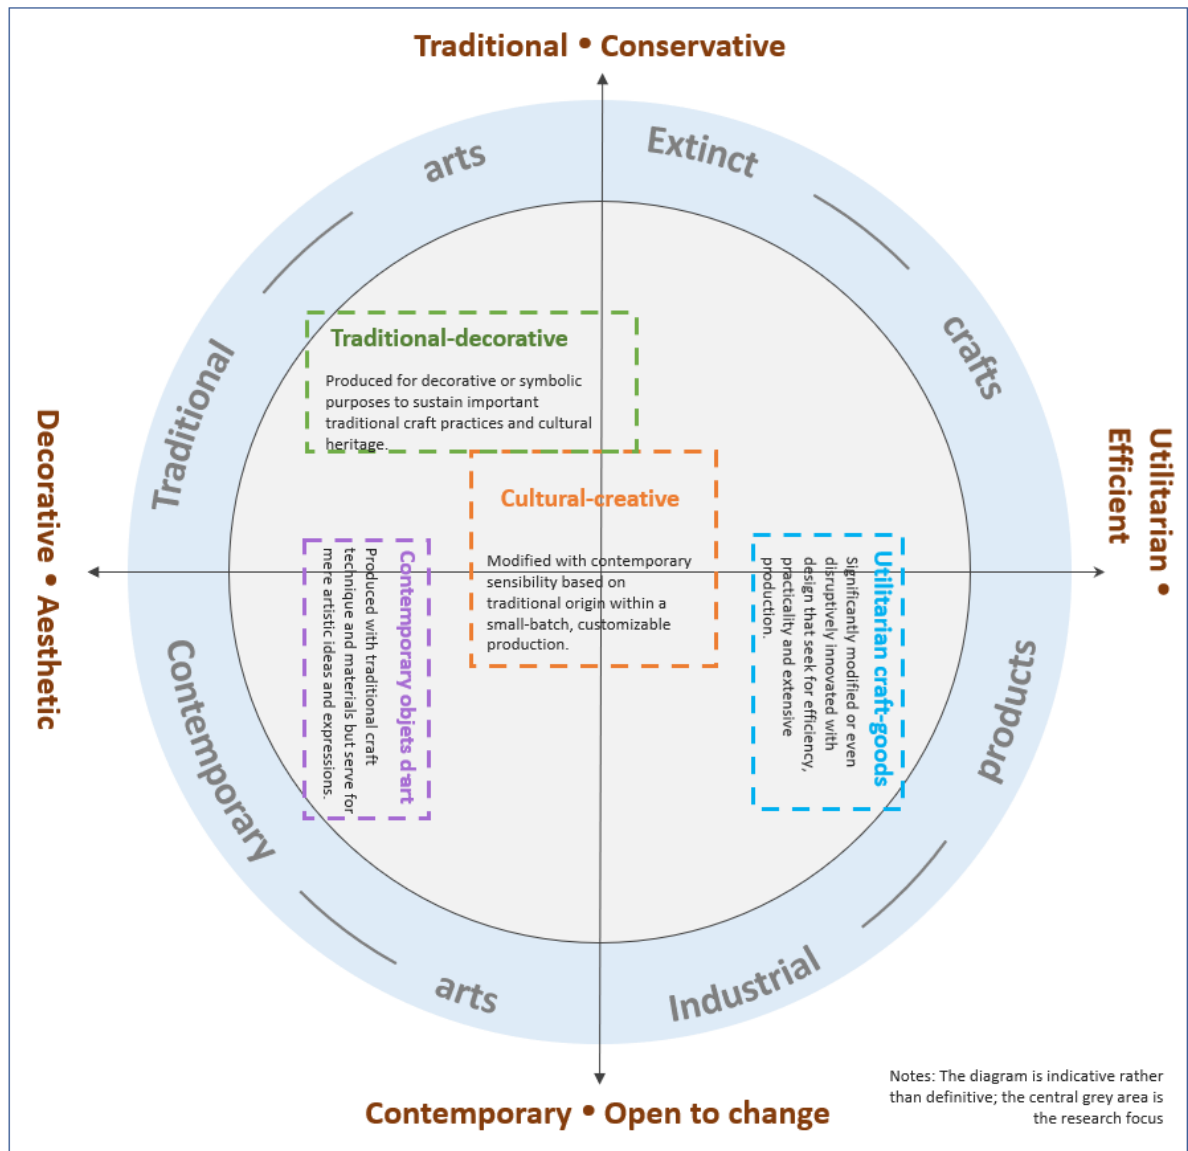 Traditional • Conservative
arts
Extinct
Traditional
crafts
Traditional-decorative
Produced for decorative or symbolic
purposes to sustain important
traditional craft practices and cultural
heritage.
Decorative • Aesthetic
Utilitarian •
Efficient
Cultural-creative
Modified with contemporary
sensibility based on
traditional origin within a
small-batch, customizable
production.
Contemporary objets d'art
Produced with traditional craft
technique and materials but serve for
mere artistic ideas and expressions.
Utilitarian craft-goods
Significantly modified or even
disruptively innovated with
design that seek for efficiency,
practicality and extensive
production.
Contemporary
arts
Industrial
products
Contemporary • Open to change
Notes: The diagram is indicative rather
than definitive; the central grey area is
the research focus